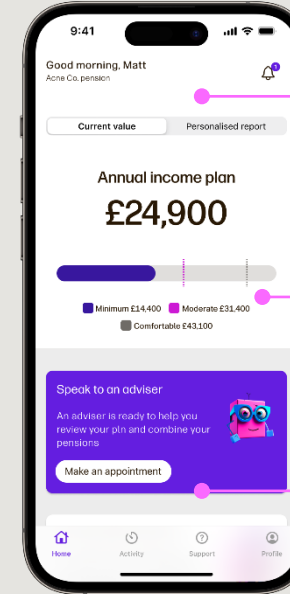 9:41
Good morning, Matt
Acne Co. pension
1
Current value
Personalised report
Annual income plan
£24,900
Minimum £14,400
Moderate £31,400
Comfortable £43,100
Speak to an adviser
An adviser is ready to help you
review your pln and combine your
pensions
Make an appointment
Home
Activity
Support
Profile